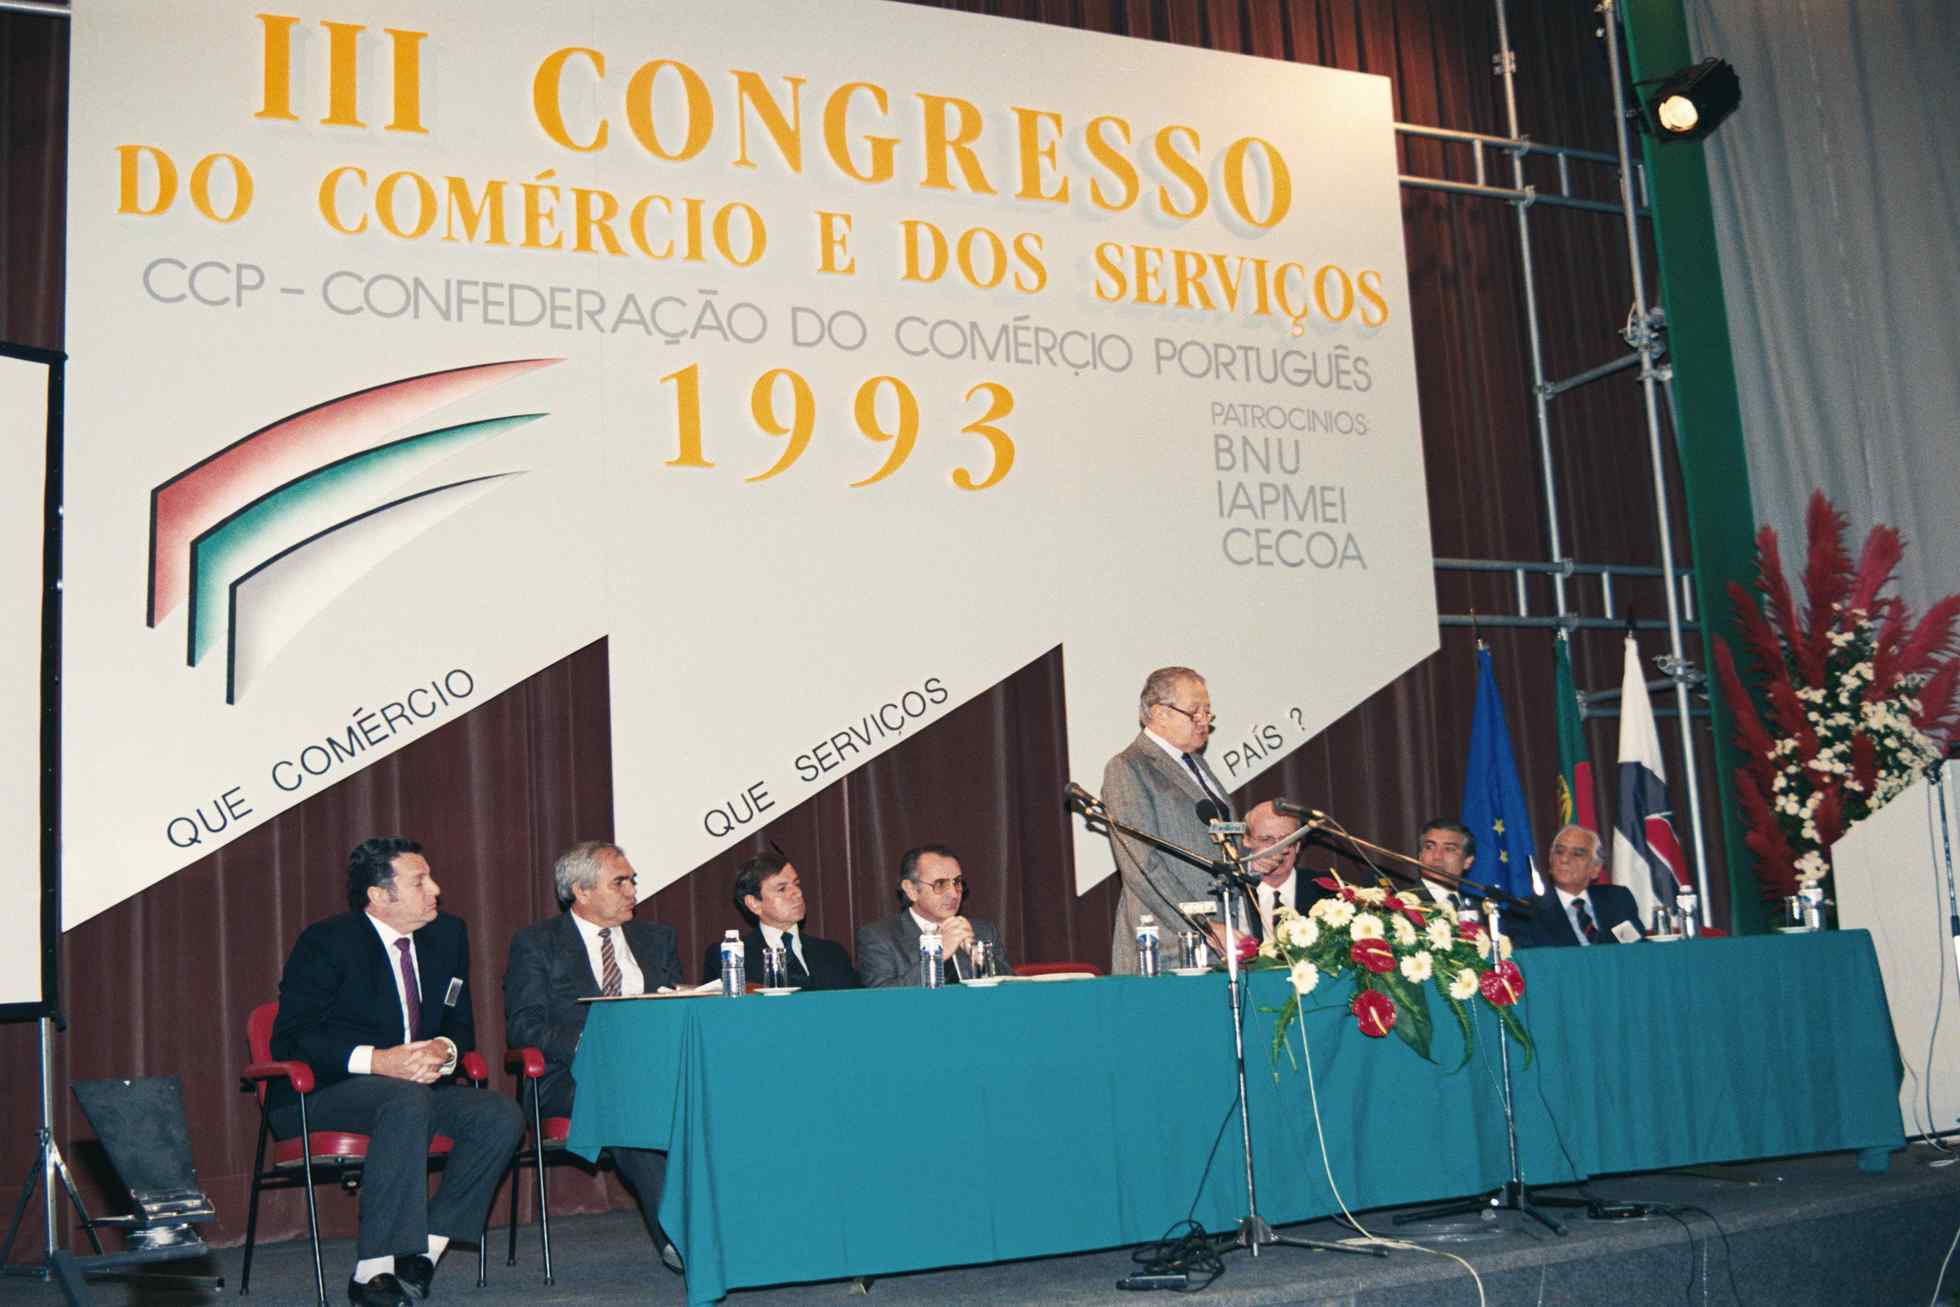 III CONGRESSO
DO COMÉRCIO E DOS SERVIÇOS
CCP - CONFEDERAÇÃO DO COMÉRCIO PORTUGUÊS
1993
PATROCINIOS:
BNU
IAPMEI
CECOA
QUE COMÉRCIO
QUE SERVIÇOS
PAÍS ?